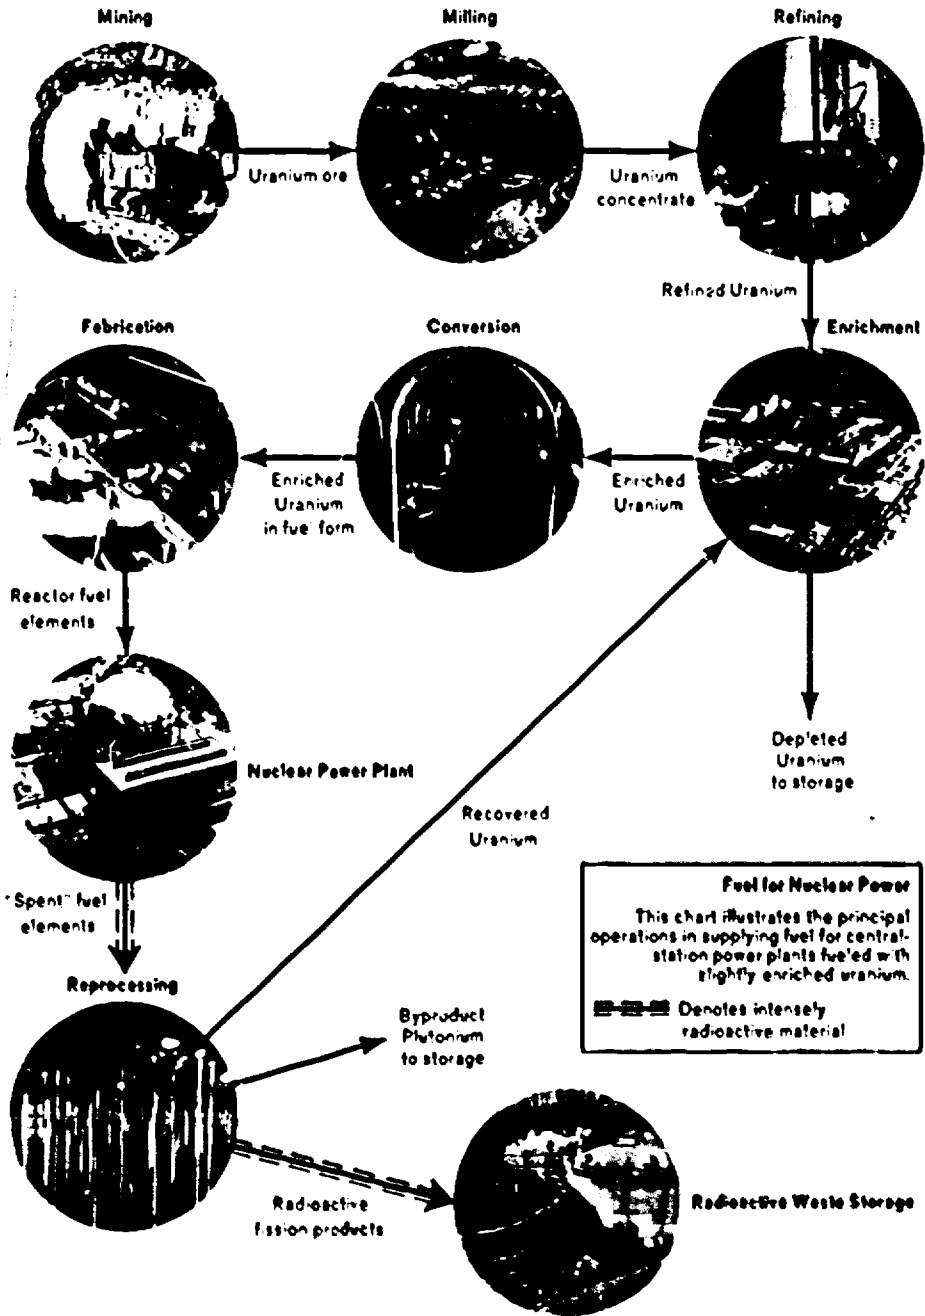 Mining
Milling
Refining
Uranium ore
Uranium
concentrate
Refined Uranium
Fabrication
Conversion
Enrichment
Enriched
Uranium
in fuel form
Enriched
Uranium
Reactor fuel
elements
Nuclear Power Plant
Depleted
Uranium
to storage
Recovered
Uranium
"Spent" fuel
elements
Fuel for Nuclear Power
This chart illustrates the principal
operations in supplying fuel for central-
station power plants fueled with
slightly enriched uranium.
Denotes intensely
radioactive material
Reprocessing
Byproduct
Plutonium
to storage
Radioactive
fission products
Radioactive Waste Storage